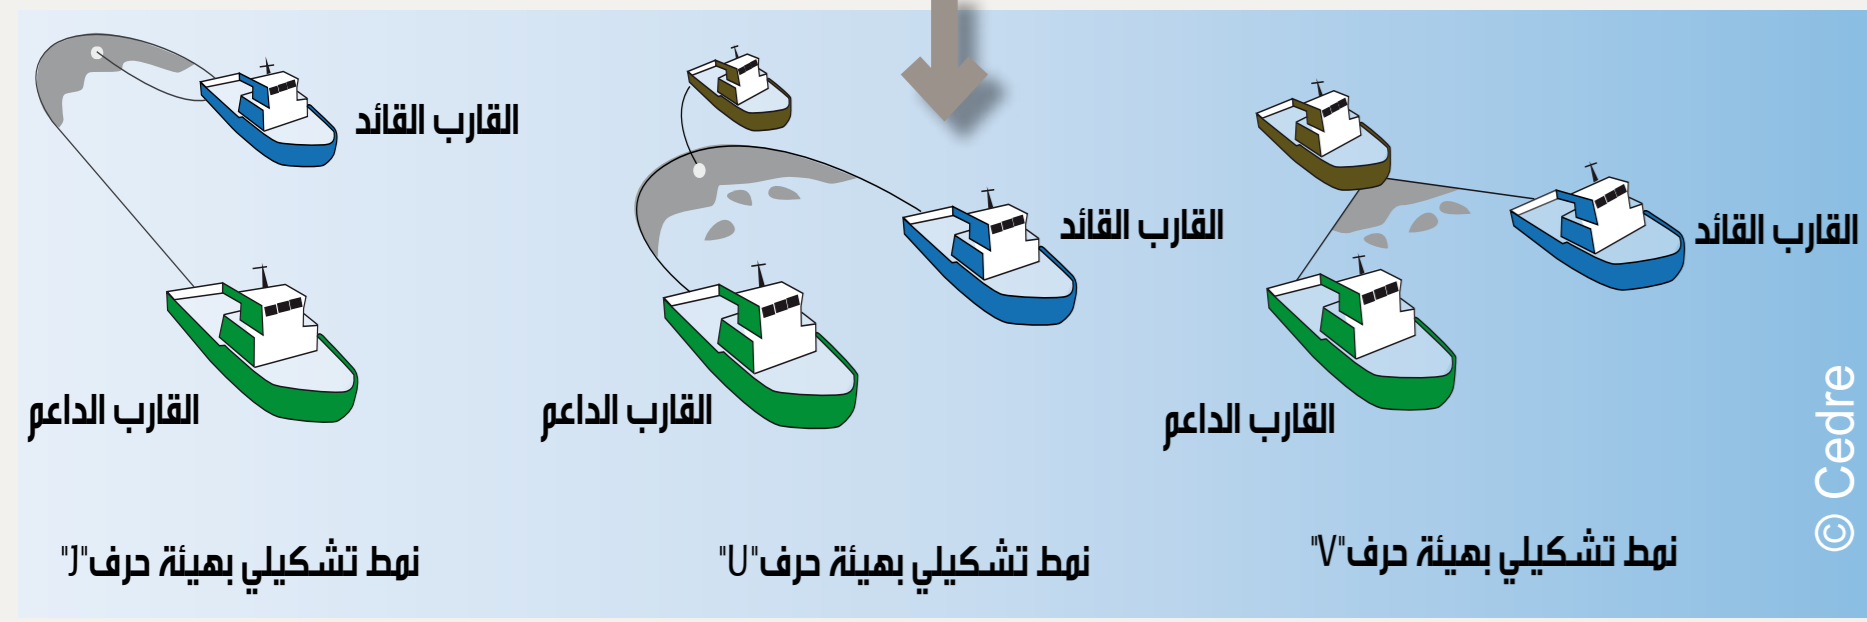 القارب القائد
القارب القائد
القارب القائد
القارب الداعم
القارب الداعم
القارب الداعم
نمط تشكيلي بهيئة حرف"V"
نمط تشكيلي بهيئة حرف"U"
نمط تشكيلي بهيئة حرف"J"
© Cedre